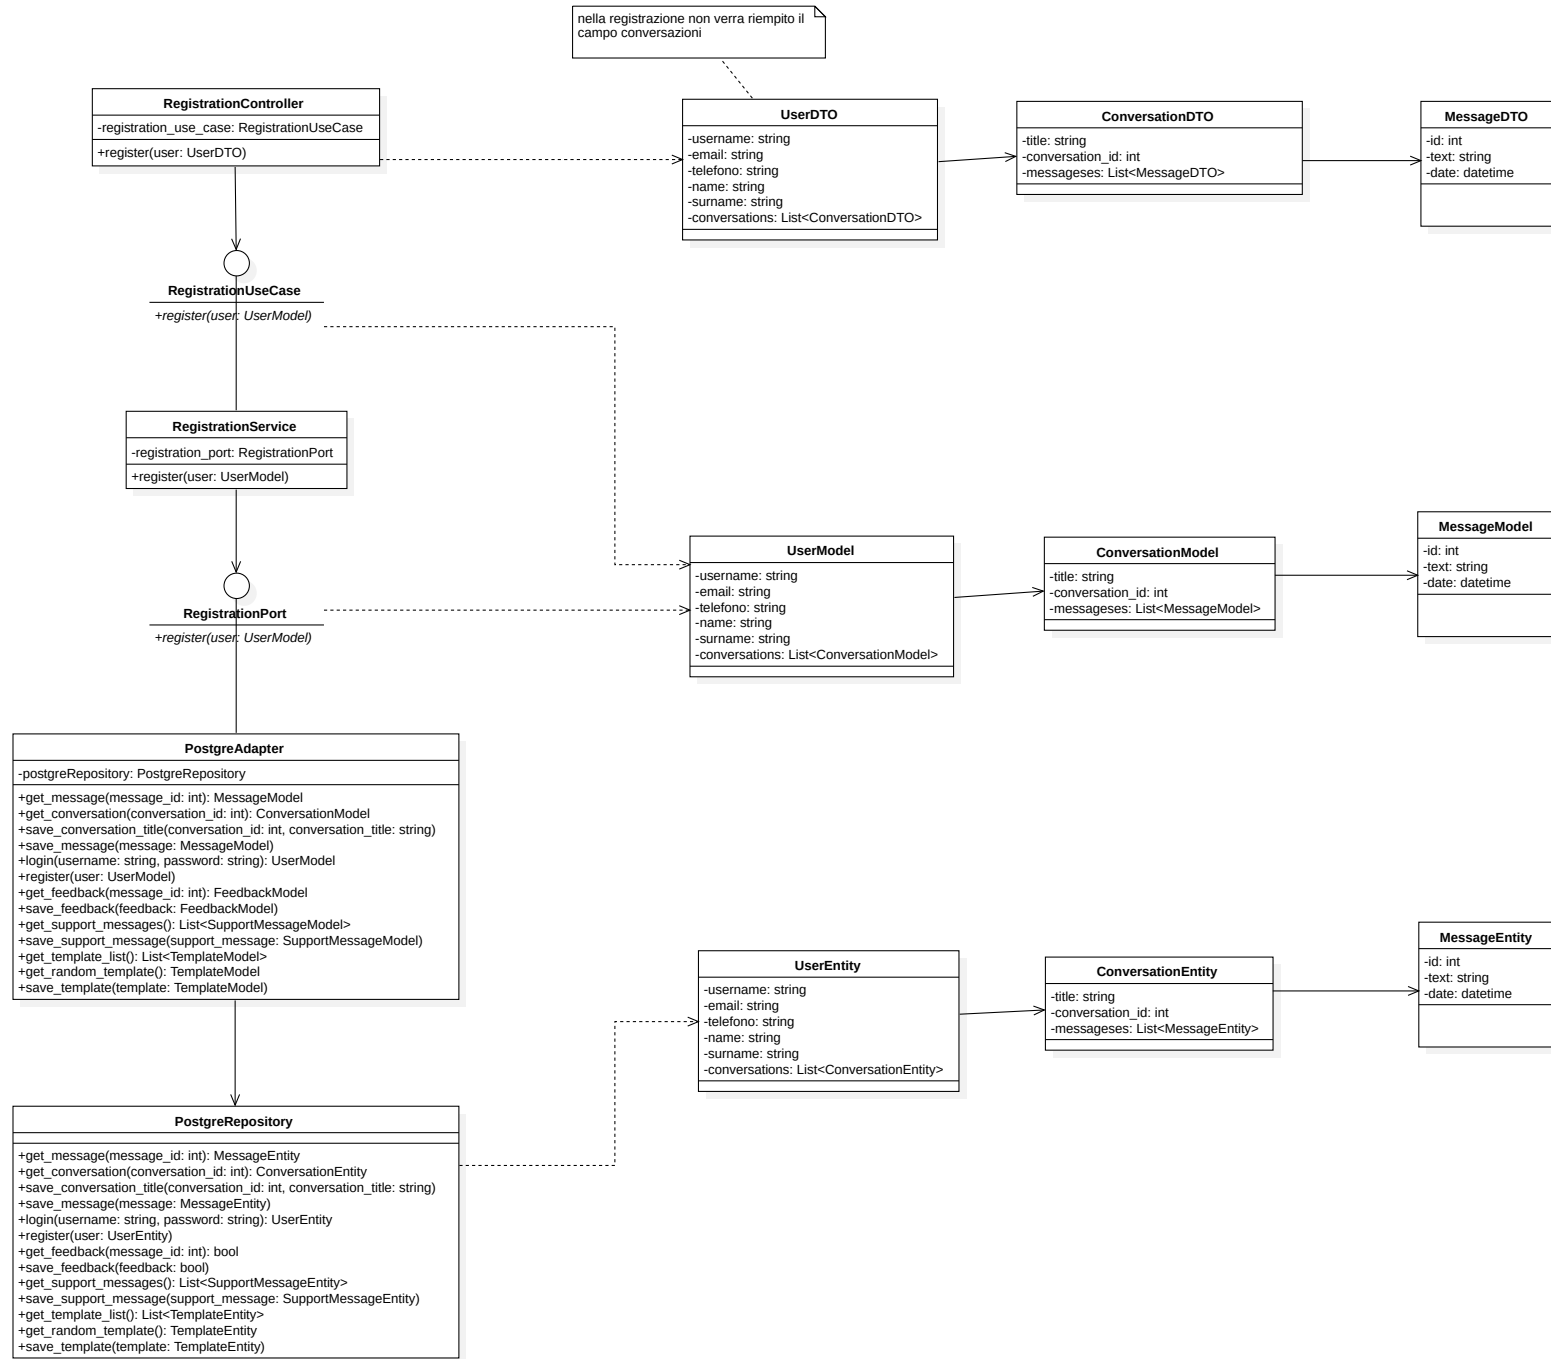 nella registrazione non verra riempito il
campo conversazioni
RegistrationController
-registration_use_case: RegistrationUseCase
+register(user: UserDTO)
UserDTO
-username: string
-email: string
-telefono: string
-name: string
-surname: string
-conversations: List<ConversationDTO>
ConversationDTO
-title: string
-conversation_id: int
-messageses: List<MessageDTO>
MessageDTO
-id: int
-text: string
-date: datetime
RegistrationUseCase
+register(user: UserModel)
RegistrationService
-registration_port: RegistrationPort
+register(user: UserModel)
RegistrationPort
+register(user: UserModel)
UserModel
-username: string
-email: string
-telefono: string
-name: string
-surname: string
-conversations: List<ConversationModel>
ConversationModel
-title: string
-conversation_id: int
-messageses: List<MessageModel>
MessageModel
-id: int
-text: string
-date: datetime
PostgreAdapter
-postgreRepository: PostgreRepository
+get_message(message_id: int): MessageModel
+get_conversation(conversation_id: int): ConversationModel
+save_conversation_title(conversation_id: int, conversation_title: string)
+save_message(message: MessageModel)
+login(username: string, password: string): UserModel
+register(user: UserModel)
+get_feedback(message_id: int): FeedbackModel
+save_feedback(feedback: FeedbackModel)
+get_support_messages(): List<SupportMessageModel>
+save_support_message(support_message: SupportMessageModel)
+get_template_list(): List<TemplateModel>
+get_random_template(): TemplateModel
+save_template(template: TemplateModel)
UserEntity
-username: string
-email: string
-telefono: string
-name: string
-surname: string
-conversations: List<ConversationEntity>
ConversationEntity
-title: string
-conversation_id: int
-messageses: List<MessageEntity>
MessageEntity
-id: int
-text: string
-date: datetime
PostgreRepository
+get_message(message_id: int): MessageEntity
+get_conversation(conversation_id: int): ConversationEntity
+save_conversation_title(conversation_id: int, conversation_title: string)
+save_message(message: MessageEntity)
+login(username: string, password: string): UserEntity
+register(user: UserEntity)
+get_feedback(message_id: int): bool
+save_feedback(feedback: bool)
+get_support_messages(): List<SupportMessageEntity>
+save_support_message(support_message: SupportMessageEntity)
+get_template_list(): List<TemplateEntity>
+get_random_template(): TemplateEntity
+save_template(template: TemplateEntity)